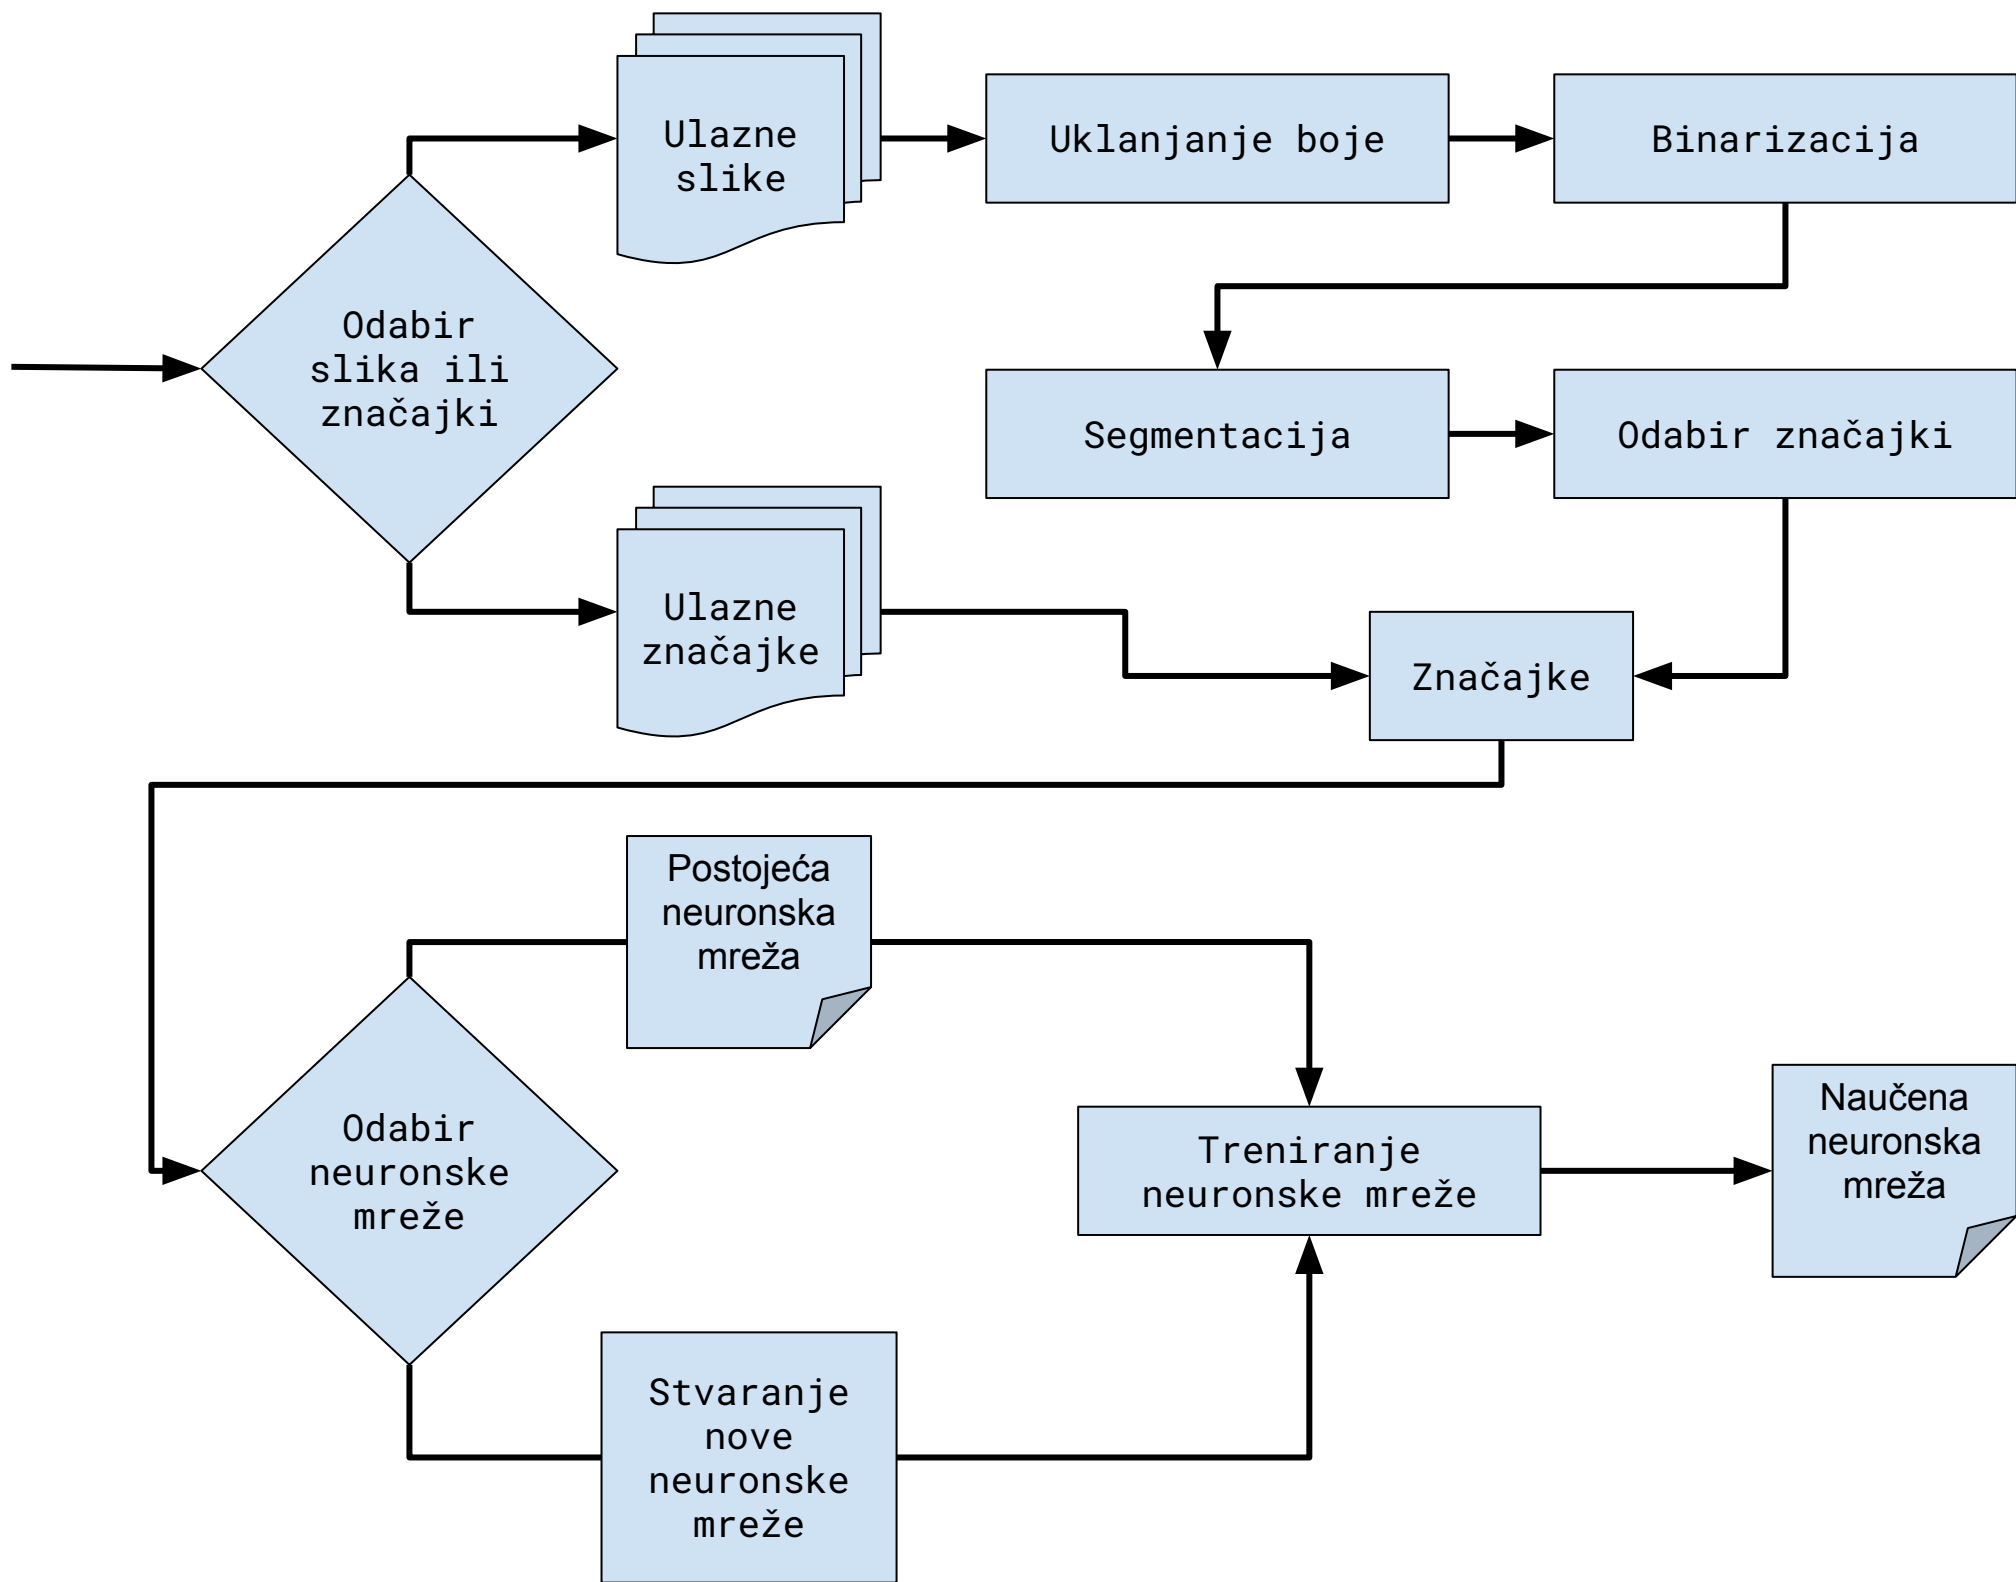 Ulazne
slike
Uklanjanje boje
Binarizacija
Odabir
slika ili
značajki
Segmentacija
Odabir značajki
Ulazne
značajke
Značajke
Postojeća
neuronska
mreža
Odabir
neuronske
mreže
Treniranje
neuronske mreže
Naučena
neuronska
mreža
Stvaranje
nove
neuronske
mreže